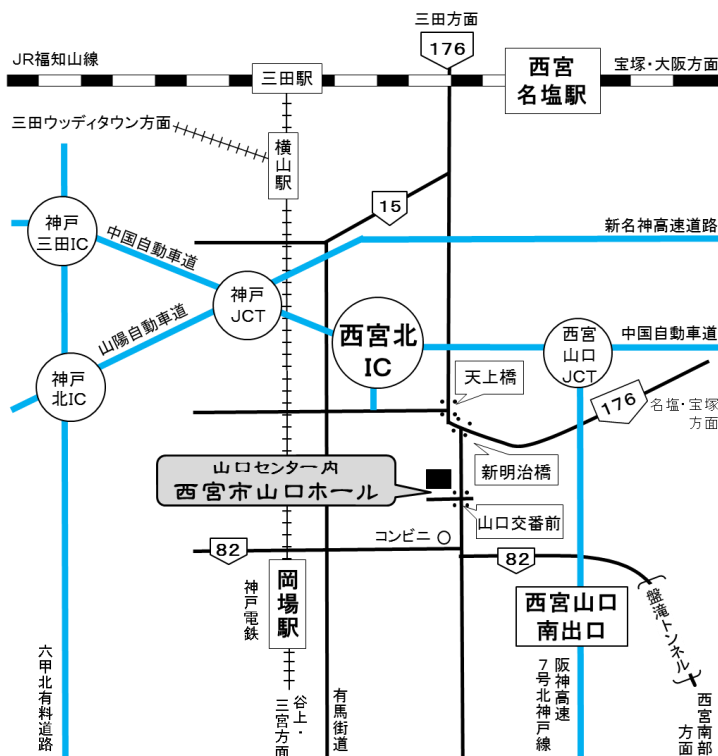 三田方面
176
JR福知山線
三田駅
西宮
名塩駅
宝塚・大阪方面
三田ウッディタウン方面
横山駅
15
神戸
三田IC
中国自動車道
新名神高速道路
神戸
JCT
山陽自動車道
西宮北
IC
西宮
山口
JCT
中国自動車道
神戸
北IC
天上橋
176
名塩・宝塚
方面
山口センター内
西宮市山口ホール
新明治橋
山口交番前
コンビニ
82
82
岡場駅
神戸電鉄
西宮山口
南出口
盤滝トンネル
六甲北有料道路
谷上・
三宮方面
有馬街道
阪神高速
7号北神戸線
西宮南部
方面